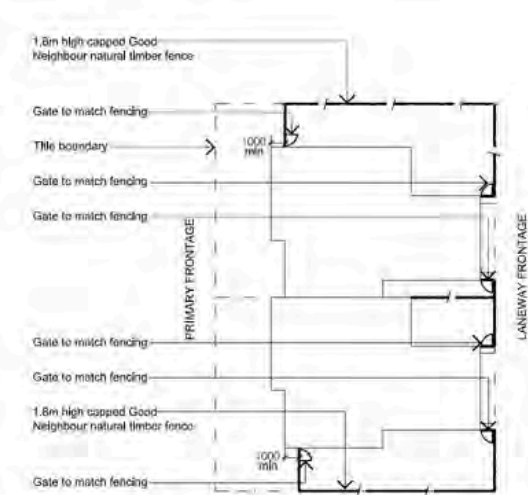 1.8m high capped Good
Neighbour natural timber fence
Gate to match fencing
Title boundary
1000
min
Gate to match fencing
Gate to match fencing
PRIMARY FRONTAGE
LANEWAY FRONTAGE
Gate to match fencing
Gate to match fencing
1.8m high capped Good
Neighbour natural timber fence
1000
min
Gate to match fencing